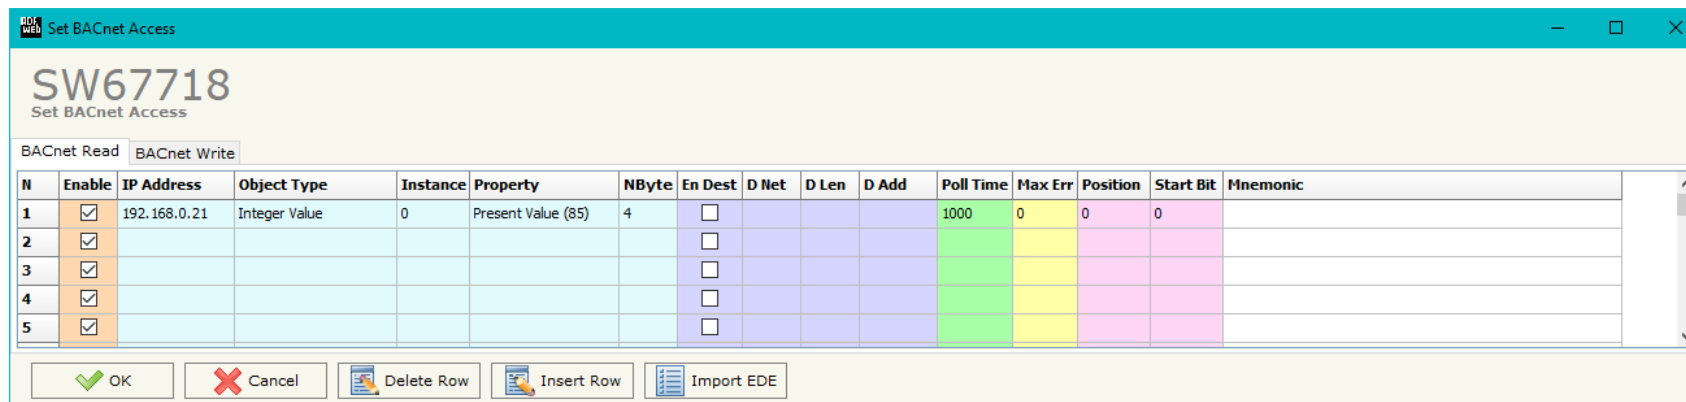 ADF WEB Set BACnet Access
SW67718
Set BACnet Access
BACnet Read BACnet Write
N Enable IP Address Object Type Instance Property NByte En Dest D Net D Len D Add Poll Time Max Err Position Start Bit Mnemonic
1 192.168.0.21 Integer Value 0 Present Value (85) 4 1000 0 0 0
2
3
4
5
OK Cancel Delete Row Insert Row Import EDE